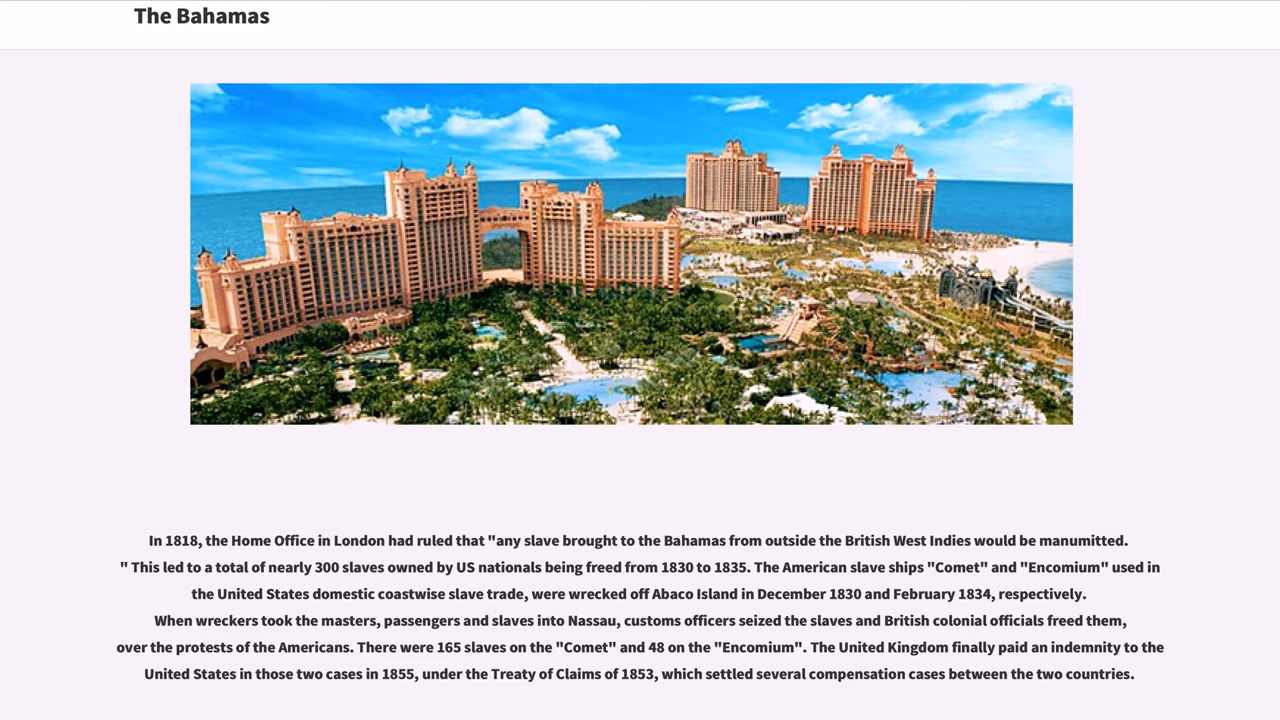 The Bahamas
In 1818, the Home Office in London had ruled that "any slave brought to the Bahamas from outside the British West Indies would be manumitted.
" This led to a total of nearly 300 slaves owned by US nationals being freed from 1830 to 1835. The American slave ships "Comet" and "Encomium" used in
the United States domestic coastwise slave trade, were wrecked off Abaco Island in December 1830 and February 1834, respectively.
When wreckers took the masters, passengers and slaves into Nassau, customs officers seized the slaves and British colonial officials freed them,
over the protests of the Americans. There were 165 slaves on the "Comet" and 48 on the "Encomium". The United Kingdom finally paid an indemnity to the
United States in those two cases in 1855, under the Treaty of Claims of 1853, which settled several compensation cases between the two countries.